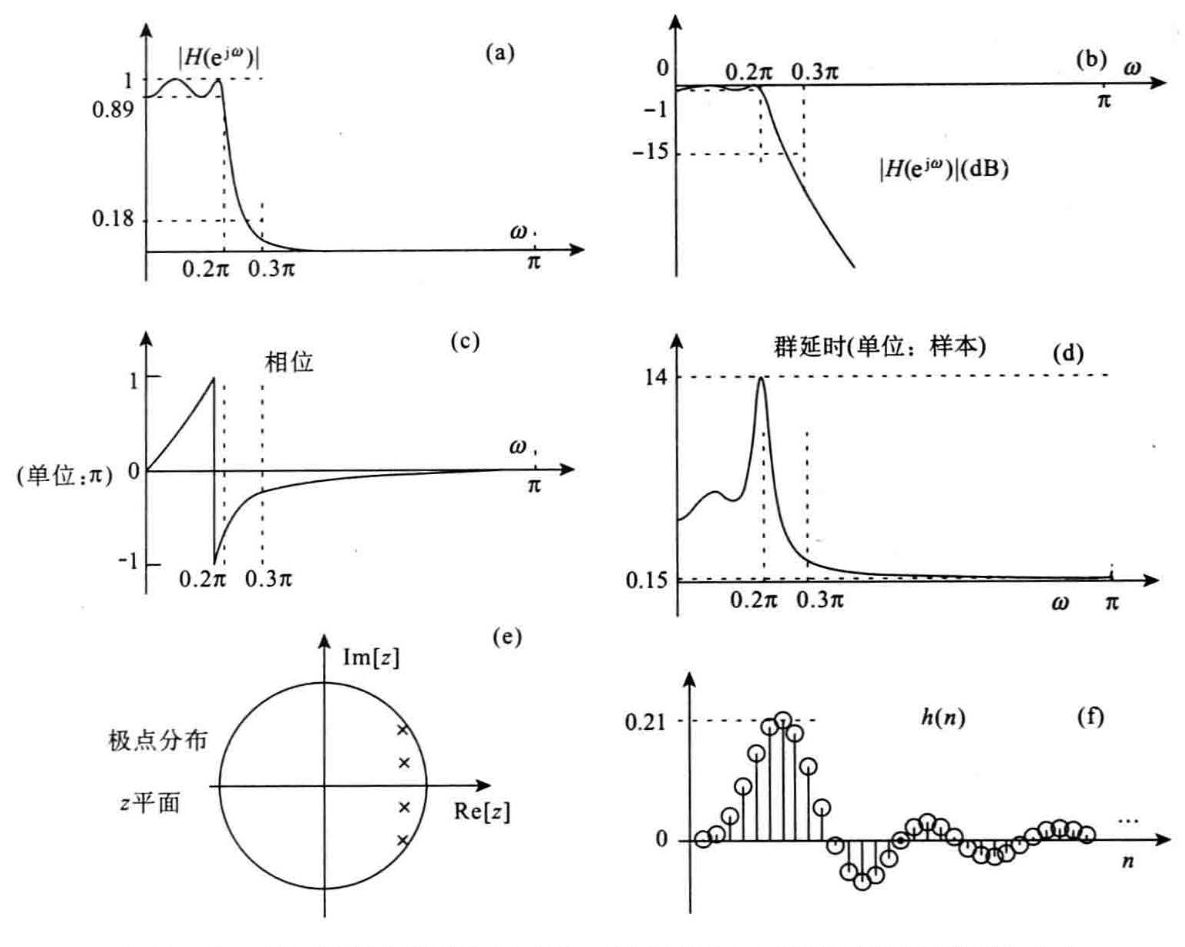 (a)
|H(e^{jω})|
1
0.89
0.18
ω
0.2π 0.3π
π
(b)
0
0.2π 0.3π
ω
π
-1
-15
|H(e^{jω})|(dB)
(c)
相位
1
(单位:π) 0
ω
π
-1
0.2π 0.3π
(d)
群延时(单位：样本)
14
0.15
0.2π 0.3π
ω
π
(e)
Im[z]
极点分布
z平面
Re[z]
(f)
h(n)
0.21
0
...
n